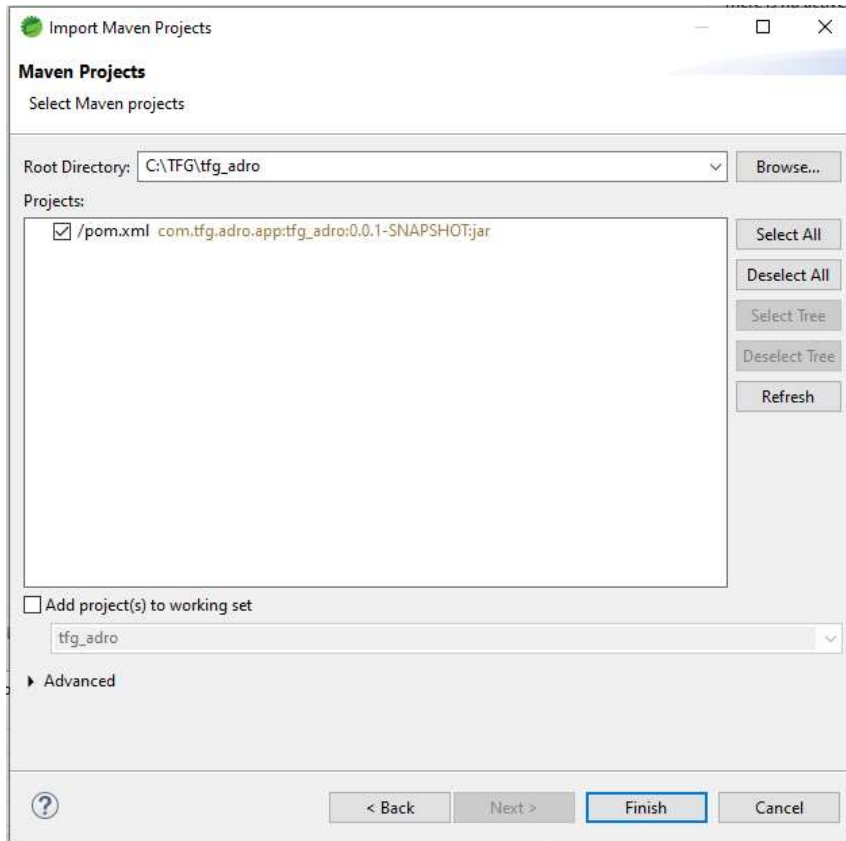 Import Maven Projects
Maven Projects
Select Maven projects
Root Directory: C:\TFG\tfg_adro Browse...
Projects:
/pom.xml com.tfg.adro.app:tfg_adro:0.0.1-SNAPSHOT:jar
Select All
Deselect All
Select Tree
Deselect Tree
Refresh
Add project(s) to working set
tfg_adro
Advanced
? < Back Next > Finish Cancel